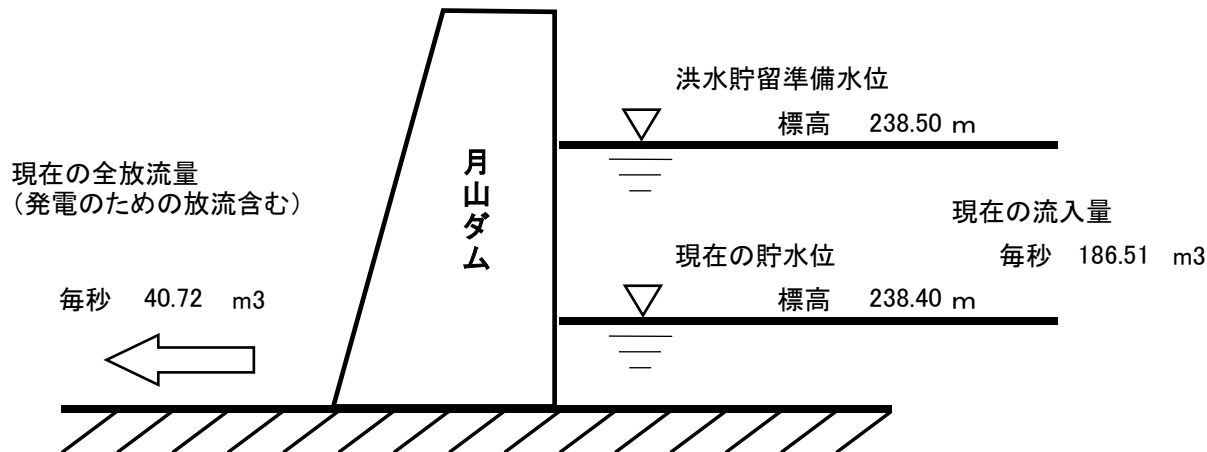 洪水貯留準備水位
標高 238.50 m
現在の全放流量
（発電のための放流含む）
毎秒 40.72 m3
月山ダム
現在の貯水位
標高 238.40 m
現在の流入量
毎秒 186.51 m3